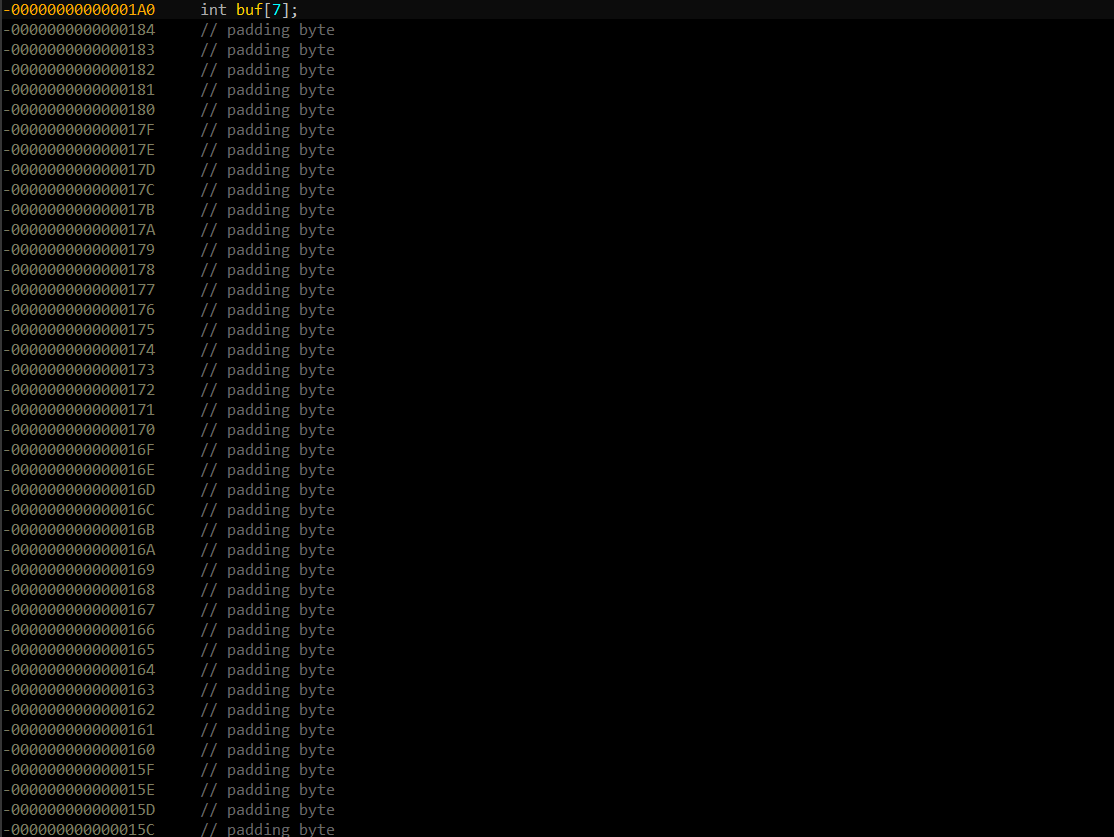 -00000000000001A0 int buf[7];
-0000000000000184 // padding byte
-0000000000000183 // padding byte
-0000000000000182 // padding byte
-0000000000000181 // padding byte
-0000000000000180 // padding byte
-000000000000017F // padding byte
-000000000000017E // padding byte
-000000000000017D // padding byte
-000000000000017C // padding byte
-000000000000017B // padding byte
-000000000000017A // padding byte
-0000000000000179 // padding byte
-0000000000000178 // padding byte
-0000000000000177 // padding byte
-0000000000000176 // padding byte
-0000000000000175 // padding byte
-0000000000000174 // padding byte
-0000000000000173 // padding byte
-0000000000000172 // padding byte
-0000000000000171 // padding byte
-0000000000000170 // padding byte
-000000000000016F // padding byte
-000000000000016E // padding byte
-000000000000016D // padding byte
-000000000000016C // padding byte
-000000000000016B // padding byte
-000000000000016A // padding byte
-0000000000000169 // padding byte
-0000000000000168 // padding byte
-0000000000000167 // padding byte
-0000000000000166 // padding byte
-0000000000000165 // padding byte
-0000000000000164 // padding byte
-0000000000000163 // padding byte
-0000000000000162 // padding byte
-0000000000000161 // padding byte
-0000000000000160 // padding byte
-000000000000015F // padding byte
-000000000000015E // padding byte
-000000000000015D // padding byte
-000000000000015C // padding byte